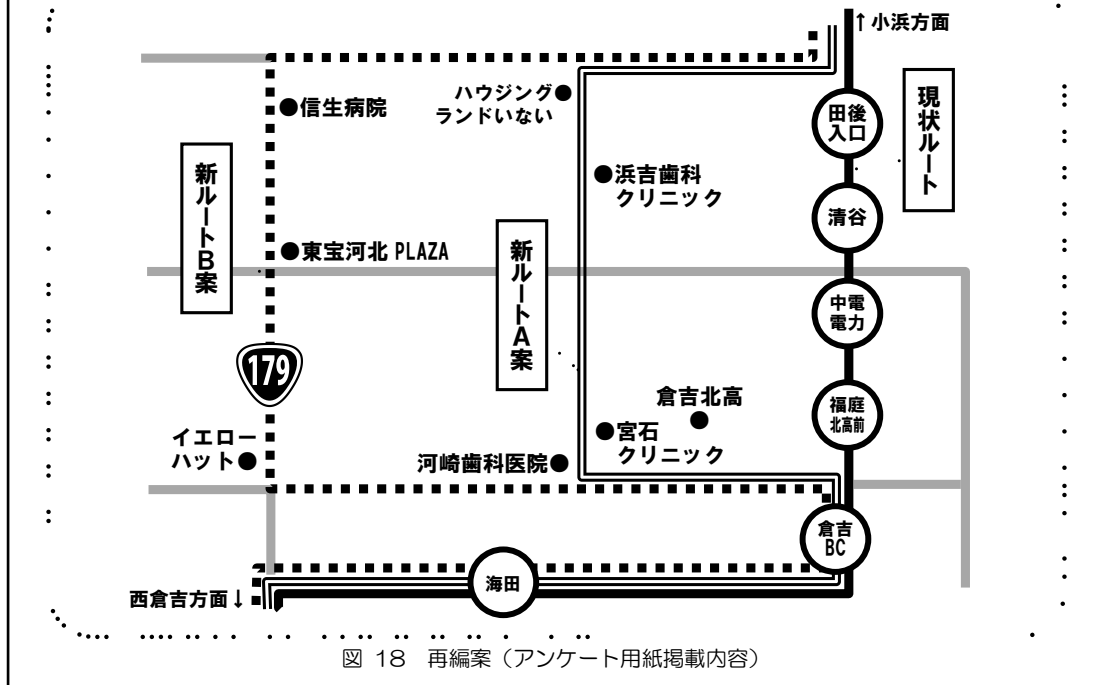 ↑小浜方面
ハウジング●
ランドいない
●信生病院
田後
入口
現状ルート
新ルートB案
●浜吉歯科
クリニック
清谷
●東宝河北 PLAZA
新ルートA案
中電
電力
179
倉吉北高
福庭
北高前
イエロー
ハット●
●宮石
クリニック
河崎歯科医院●
倉吉
BC
海田
西倉吉方面↓
図 18 再編案（アンケート用紙掲載内容）